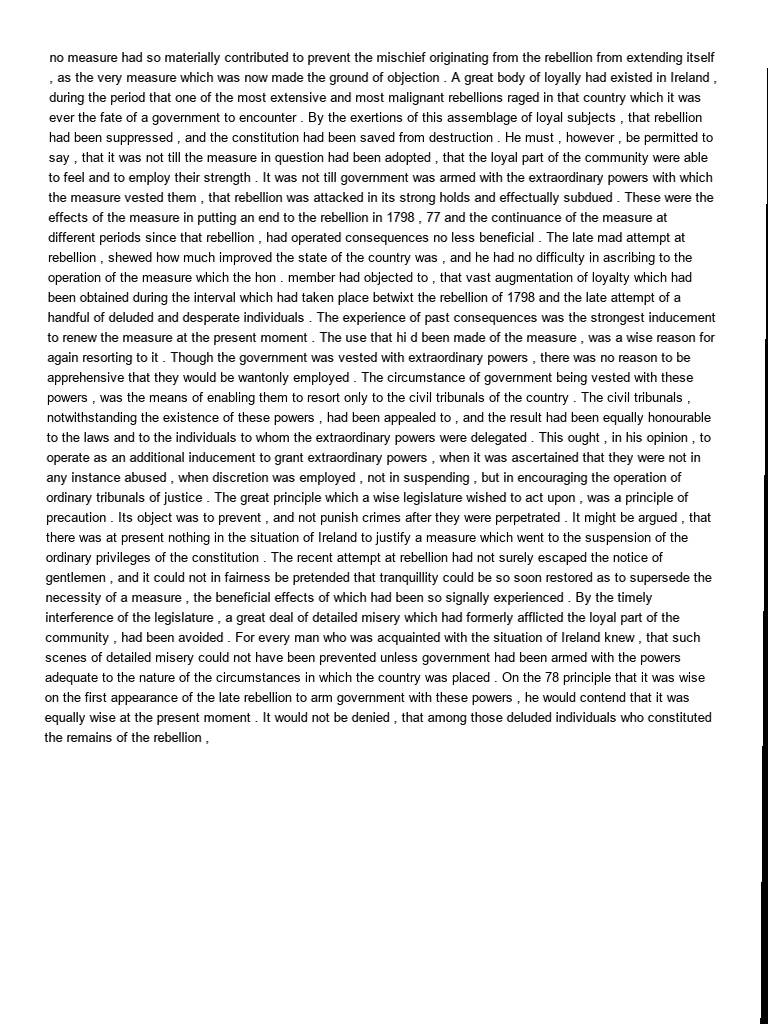 no measure had so materially contributed to prevent the mischief originating from the rebellion from extending itself
, as the very measure which was now made the ground of objection . A great body of loyally had existed in Ireland ,
during the period that one of the most extensive and most malignant rebellions raged in that country which it was
ever the fate of a government to encounter . By the exertions of this assemblage of loyal subjects , that rebellion
had been suppressed , and the constitution had been saved from destruction . He must , however , be permitted to
say , that it was not till the measure in question had been adopted , that the loyal part of the community were able
to feel and to employ their strength . It was not till government was armed with the extraordinary powers with which
the measure vested them , that rebellion was attacked in its strong holds and effectually subdued . These were the
effects of the measure in putting an end to the rebellion in 1798 , 77 and the continuance of the measure at
different periods since that rebellion , had operated consequences no less beneficial . The late mad attempt at
rebellion , shewed how much improved the state of the country was , and he had no difficulty in ascribing to the
operation of the measure which the hon . member had objected to , that vast augmentation of loyalty which had
been obtained during the interval which had taken place betwixt the rebellion of 1798 and the late attempt of a
handful of deluded and desperate individuals . The experience of past consequences was the strongest inducement
to renew the measure at the present moment . The use that hi d been made of the measure , was a wise reason for
again resorting to it . Though the government was vested with extraordinary powers , there was no reason to be
apprehensive that they would be wantonly employed . The circumstance of government being vested with these
powers , was the means of enabling them to resort only to the civil tribunals of the country . The civil tribunals ,
notwithstanding the existence of these powers , had been appealed to , and the result had been equally honourable
to the laws and to the individuals to whom the extraordinary powers were delegated . This ought , in his opinion , to
operate as an additional inducement to grant extraordinary powers , when it was ascertained that they were not in
any instance abused , when discretion was employed , not in suspending , but in encouraging the operation of
ordinary tribunals of justice . The great principle which a wise legislature wished to act upon , was a principle of
precaution . Its object was to prevent , and not punish crimes after they were perpetrated . It might be argued , that
there was at present nothing in the situation of Ireland to justify a measure which went to the suspension of the
ordinary privileges of the constitution . The recent attempt at rebellion had not surely escaped the notice of
gentlemen , and it could not in fairness be pretended that tranquillity could be so soon restored as to supersede the
necessity of a measure , the beneficial effects of which had been so signally experienced . By the timely
interference of the legislature , a great deal of detailed misery which had formerly afflicted the loyal part of the
community , had been avoided . For every man who was acquainted with the situation of Ireland knew , that such
scenes of detailed misery could not have been prevented unless government had been armed with the powers
adequate to the nature of the circumstances in which the country was placed . On the 78 principle that it was wise
on the first appearance of the late rebellion to arm government with these powers , he would contend that it was
equally wise at the present moment . It would not be denied , that among those deluded individuals who constituted
the remains of the rebellion ,